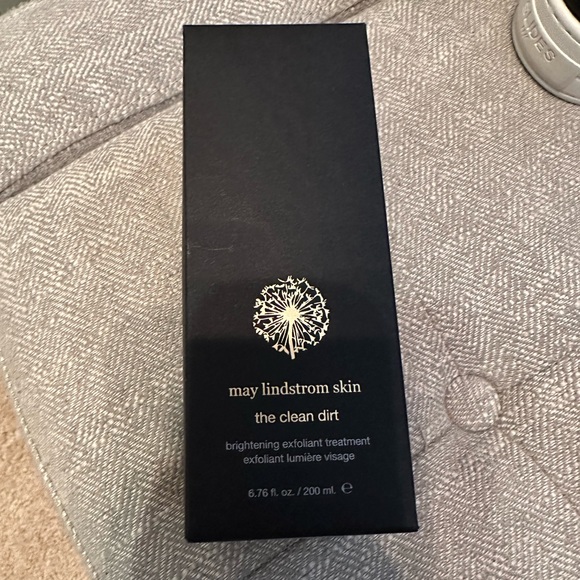 may lindstrom skin
the clean dirt
brightening exfoliant treatment
exfoliant lumière visage
6.76 fl. oz. / 200 ml. ℮